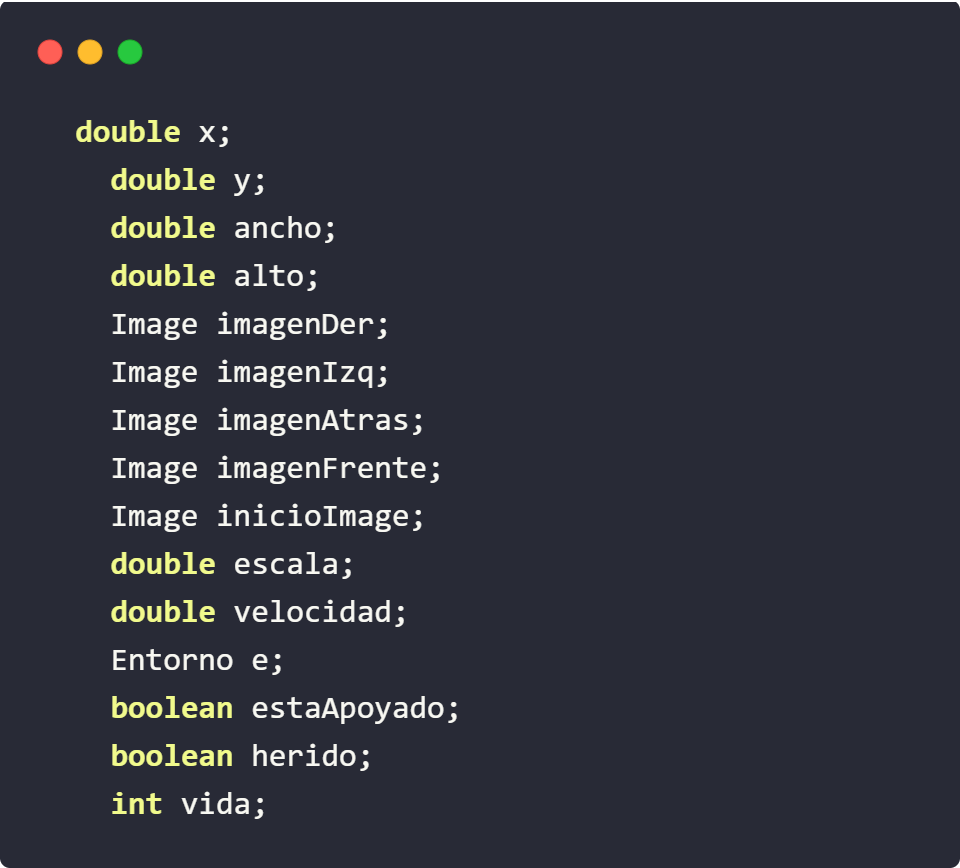 double x;
double y;
double ancho;
double alto;
Image imagenDer;
Image imagenIzq;
Image imagenAtras;
Image imagenFrente;
Image inicioImage;
double escala;
double velocidad;
Entorno e;
boolean estaApoyado;
boolean herido;
int vida;